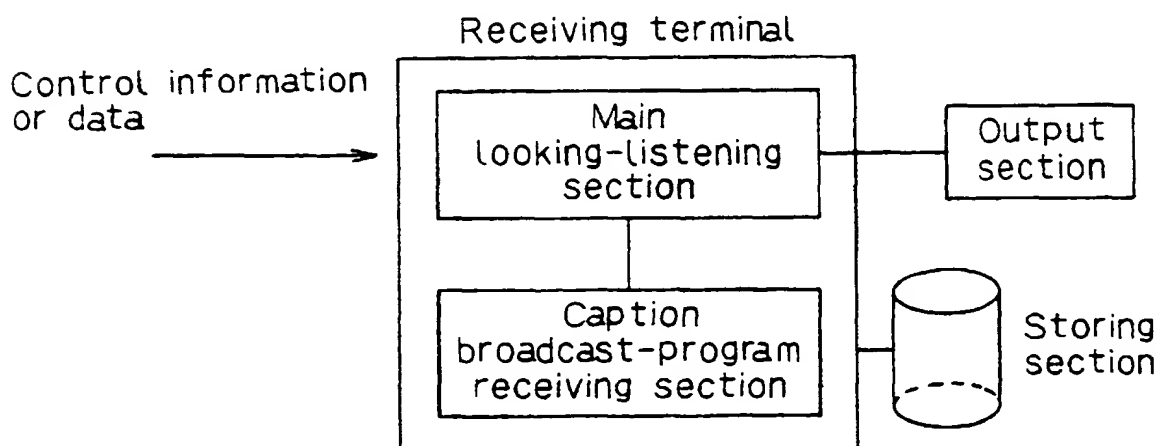 Receiving terminal
Control information
or data
Main
looking-listening
section
Output
section
Caption
broadcast-program
receiving section
Storing
section